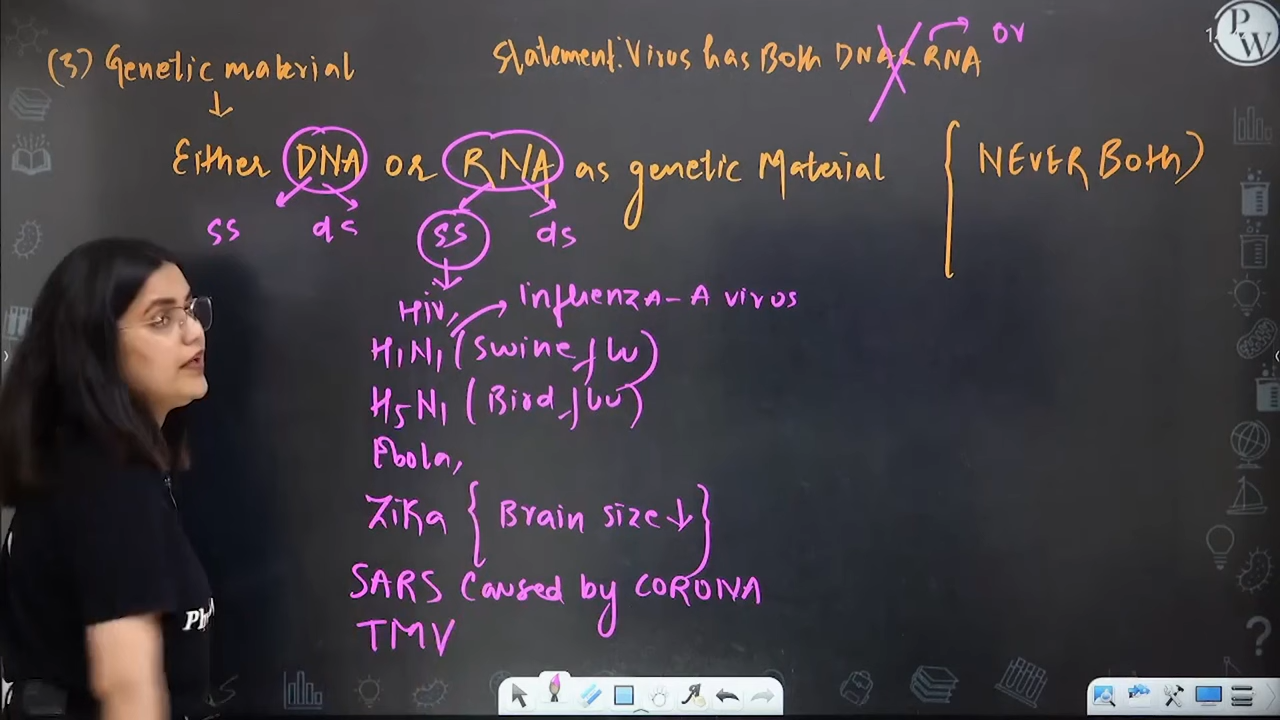 (3) Genetic material
Statement: Virus has Both DNA & RNA or
Either DNA or RNA as genetic Material { NEVER Both)
ss ds ss ds
HIV, Influenza-A virus
H1N1 (Swine flu)
H5N1 (Bird flu)
Ebola,
Zika { Brain size ↓ }
SARS Caused by CORONA
TMV
PW